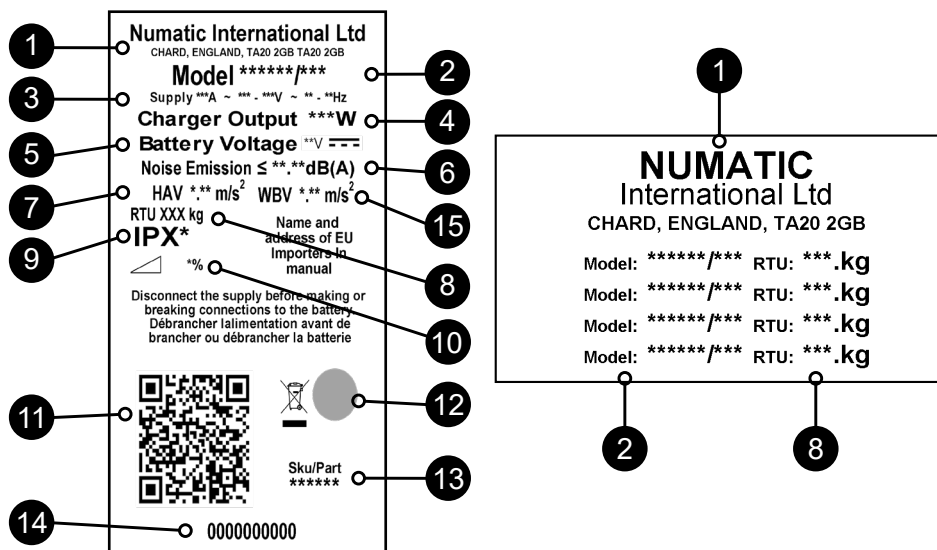 Numatic International Ltd
CHARD, ENGLAND, TA20 2GB TA20 2GB
Model ******/***
Supply ***A ~ *** - ***V ~ ** - **Hz
Charger Output ***W
Battery Voltage **V
Noise Emission ≤ **.**dB(A)
HAV *.** m/s² WBV *.** m/s²
RTU XXX kg
IPX*
Name and
address of EU
Importers In
manual
*%
Disconnect the supply before making or
breaking connections to the battery.
Débrancher lalimentation avant de
brancher ou débrancher la batterie
Sku/Part
******
0000000000
1
2
3
4
5
6
7
15
9
8
10
11
12
13
14
1
NUMATIC
International Ltd
CHARD, ENGLAND, TA20 2GB
Model: ******/*** RTU: ***.kg
Model: ******/*** RTU: ***.kg
Model: ******/*** RTU: ***.kg
Model: ******/*** RTU: ***.kg
2
8